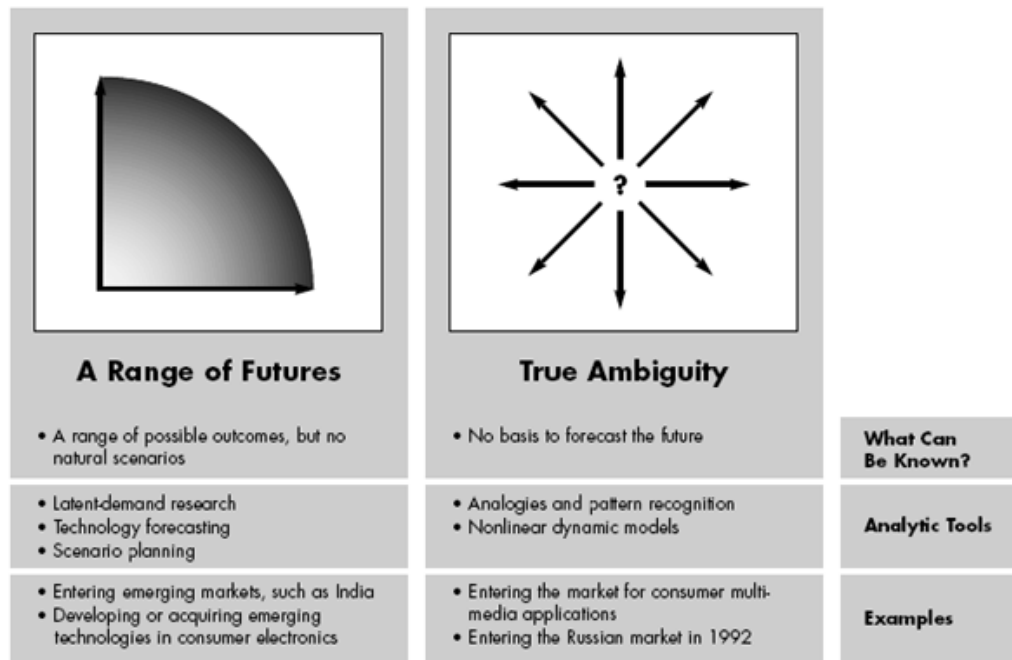 ?
A Range of Futures
True Ambiguity
• A range of possible outcomes, but no
natural scenarios
• No basis to forecast the future
What Can
Be Known?
• Latent-demand research
• Technology forecasting
• Scenario planning
• Analogies and pattern recognition
• Nonlinear dynamic models
Analytic Tools
• Entering emerging markets, such as India
• Developing or acquiring emerging
technologies in consumer electronics
• Entering the market for consumer multi-
media applications
• Entering the Russian market in 1992
Examples